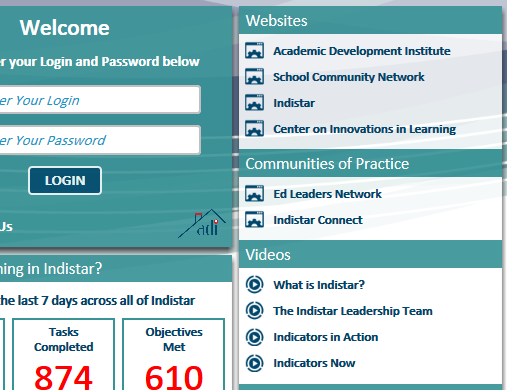 Welcome
er your Login and Password below
er Your Login
er Your Password
LOGIN
Us
adi
ning in Indistar?
he last 7 days across all of Indistar
Tasks
Completed
874
Objectives
Met
610
Websites
Academic Development Institute
School Community Network
Indistar
Center on Innovations in Learning
Communities of Practice
Ed Leaders Network
Indistar Connect
Videos
What is Indistar?
The Indistar Leadership Team
Indicators in Action
Indicators Now